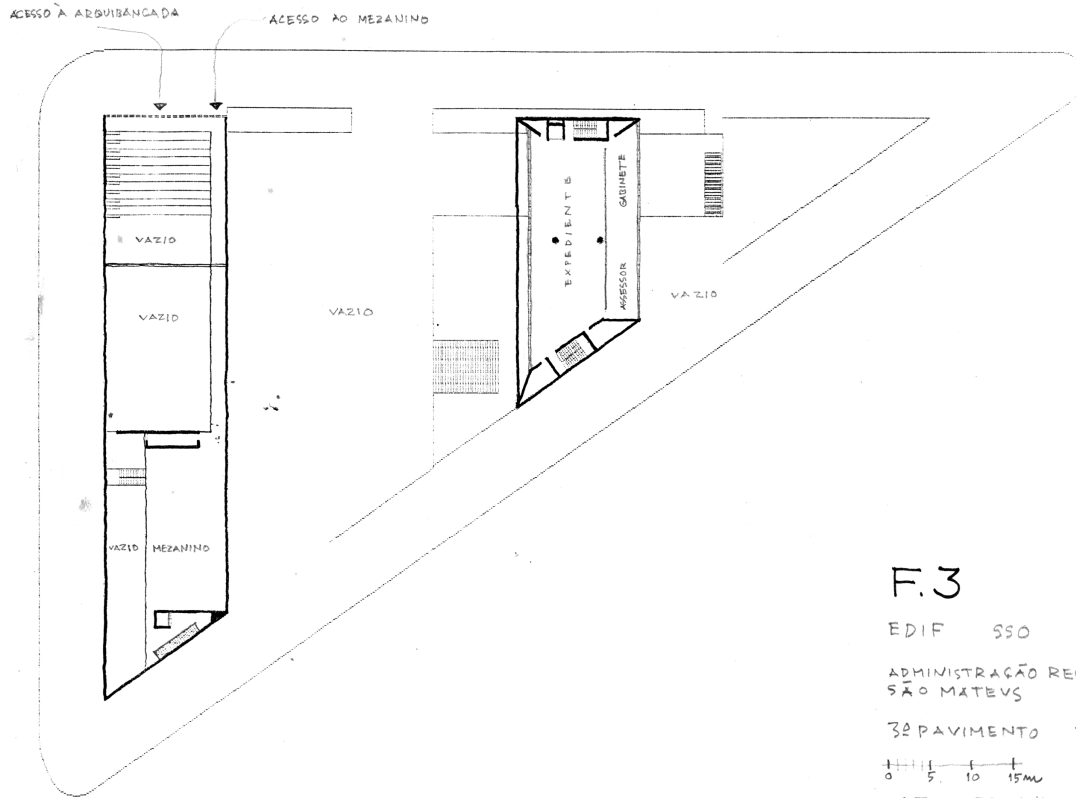 ACESSO À ARQUIBANCADA
ACESSO AO MEZANINO
VAZIO
VAZIO
VAZIO
VAZIO
MEZANINO
EXPEDIENTE
GABINETE
ASSESSOR
VAZIO
F.3
EDIF SSO
ADMINISTRAÇÃO
SÃO MATEUS
3º PAVIMENTO
0 5 10 15m